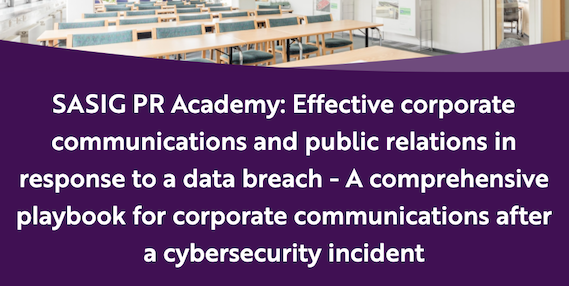 SASIG PR Academy: Effective corporate
communications and public relations in
response to a data breach - A comprehensive
playbook for corporate communications after
a cybersecurity incident